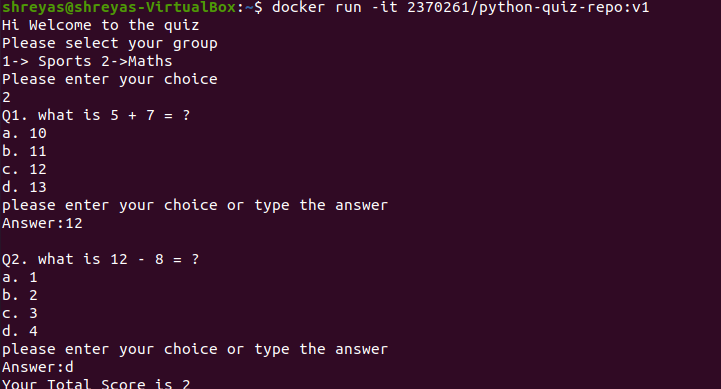 shreyas@shreyas-VirtualBox:~$ docker run -it 2370261/python-quiz-repo:v1
Hi Welcome to the quiz
Please select your group
1-> Sports 2->Maths
Please enter your choice
2
Q1. what is 5 + 7 = ?
a. 10
b. 11
c. 12
d. 13
please enter your choice or type the answer
Answer:12
Q2. what is 12 - 8 = ?
a. 1
b. 2
c. 3
d. 4
please enter your choice or type the answer
Answer:d
Your Total Score is 2